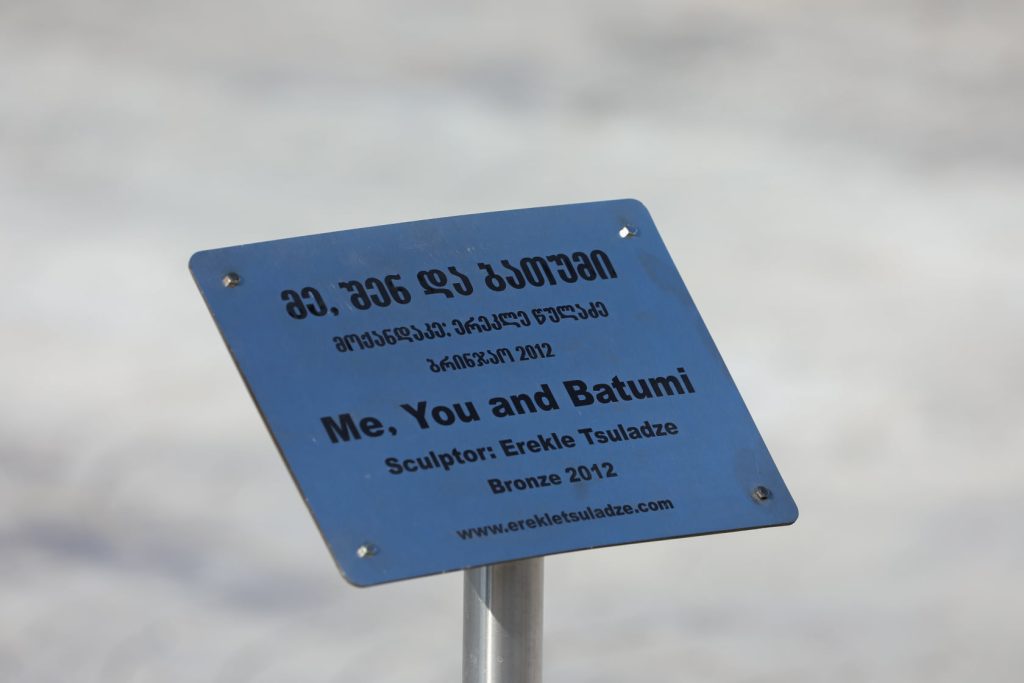 მე, შენ და ბათუმი
მოქანდაკე: ერეკლე წულაძე
ბრინჯაო 2012
Me, You and Batumi
Sculptor: Erekle Tsuladze
Bronze 2012
www.erekletsuladze.com